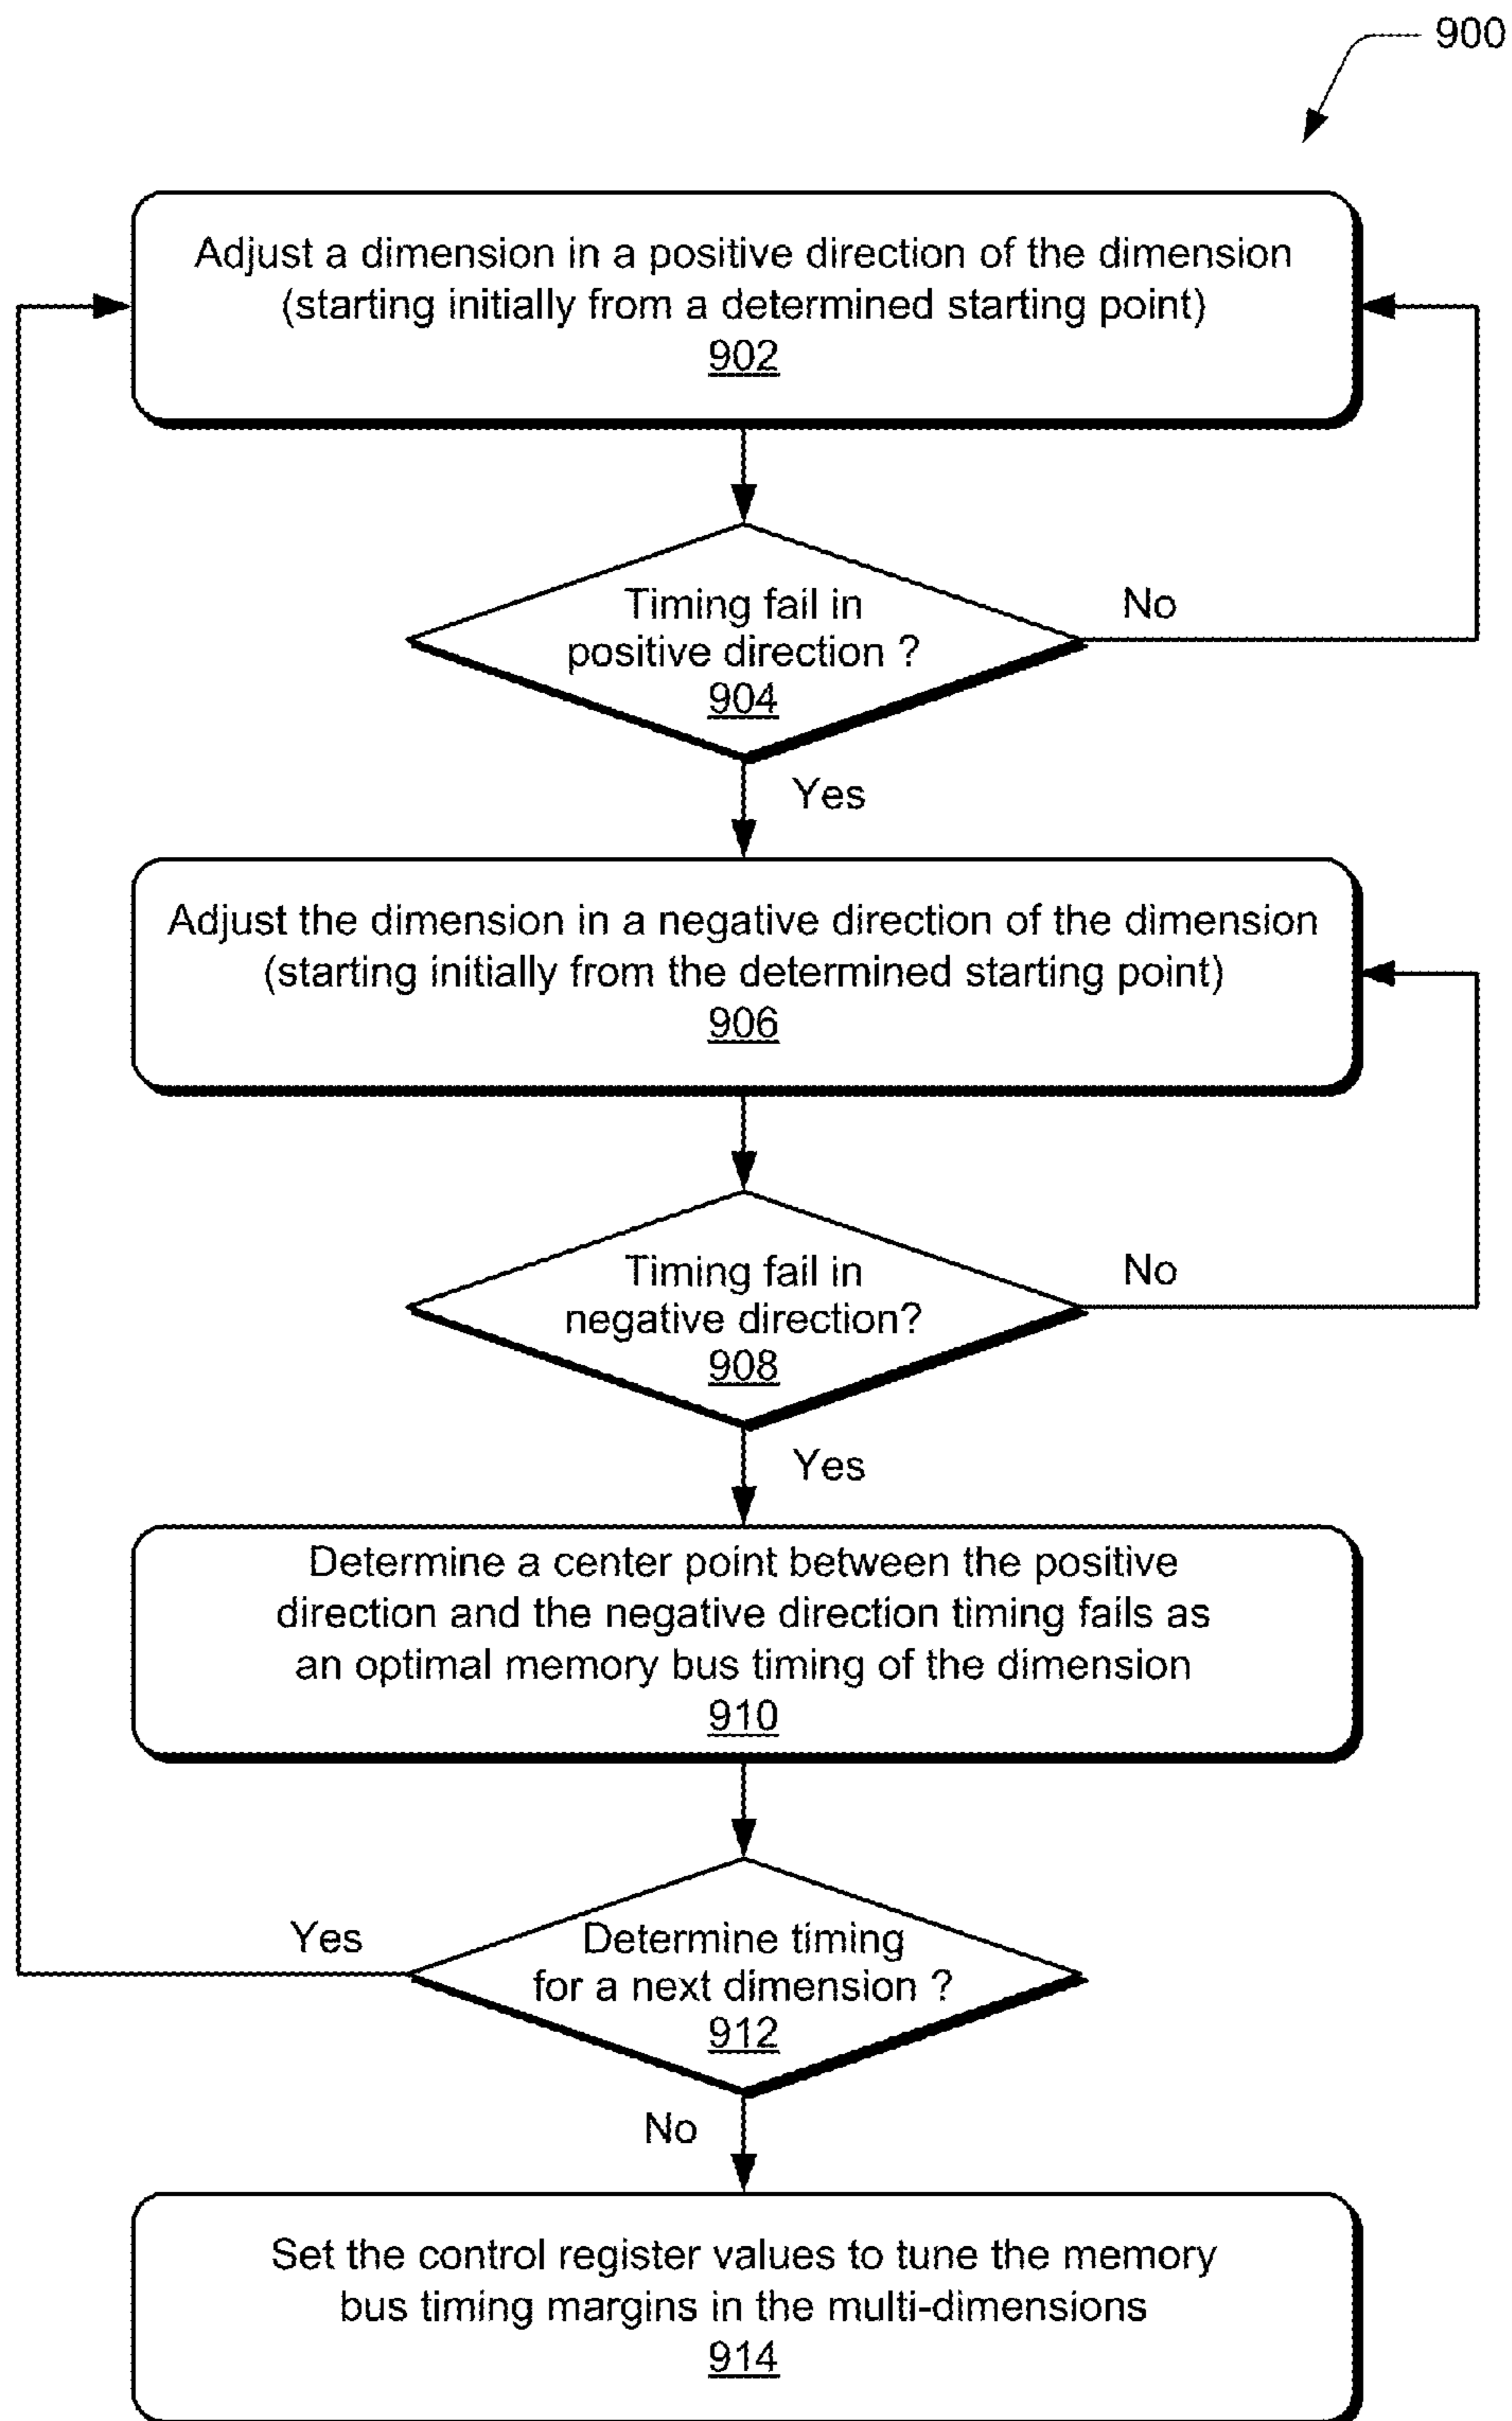 900
Adjust a dimension in a positive direction of the dimension
(starting initially from a determined starting point)
902
Timing fail in
positive direction ?
904
No
Yes
Adjust the dimension in a negative direction of the dimension
(starting initially from the determined starting point)
906
Timing fail in
negative direction?
908
No
Yes
Determine a center point between the positive
direction and the negative direction timing fails as
an optimal memory bus timing of the dimension
910
Yes
Determine timing
for a next dimension ?
912
No
Set the control register values to tune the memory
bus timing margins in the multi-dimensions
914